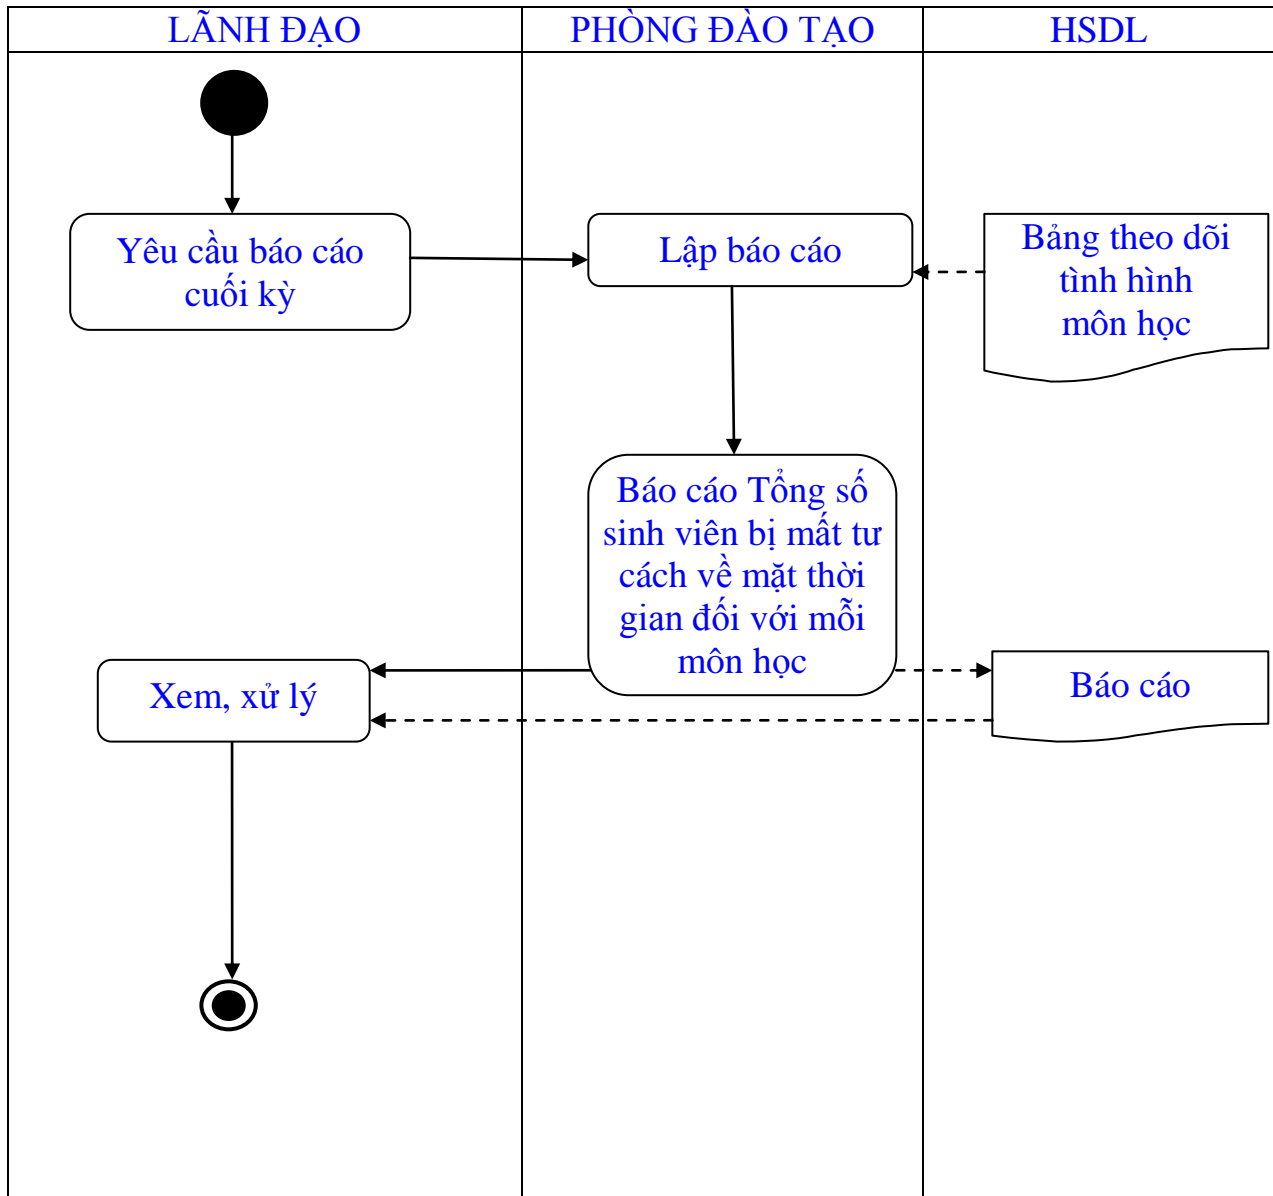 LÃNH ĐẠO
PHÒNG ĐÀO TẠO
HSDL
Yêu cầu báo cáo
cuối kỳ
Lập báo cáo
Bảng theo dõi
tình hình
môn học
Báo cáo Tổng số
sinh viên bị mất tư
cách về mặt thời
gian đối với mỗi
môn học
Xem, xử lý
Báo cáo